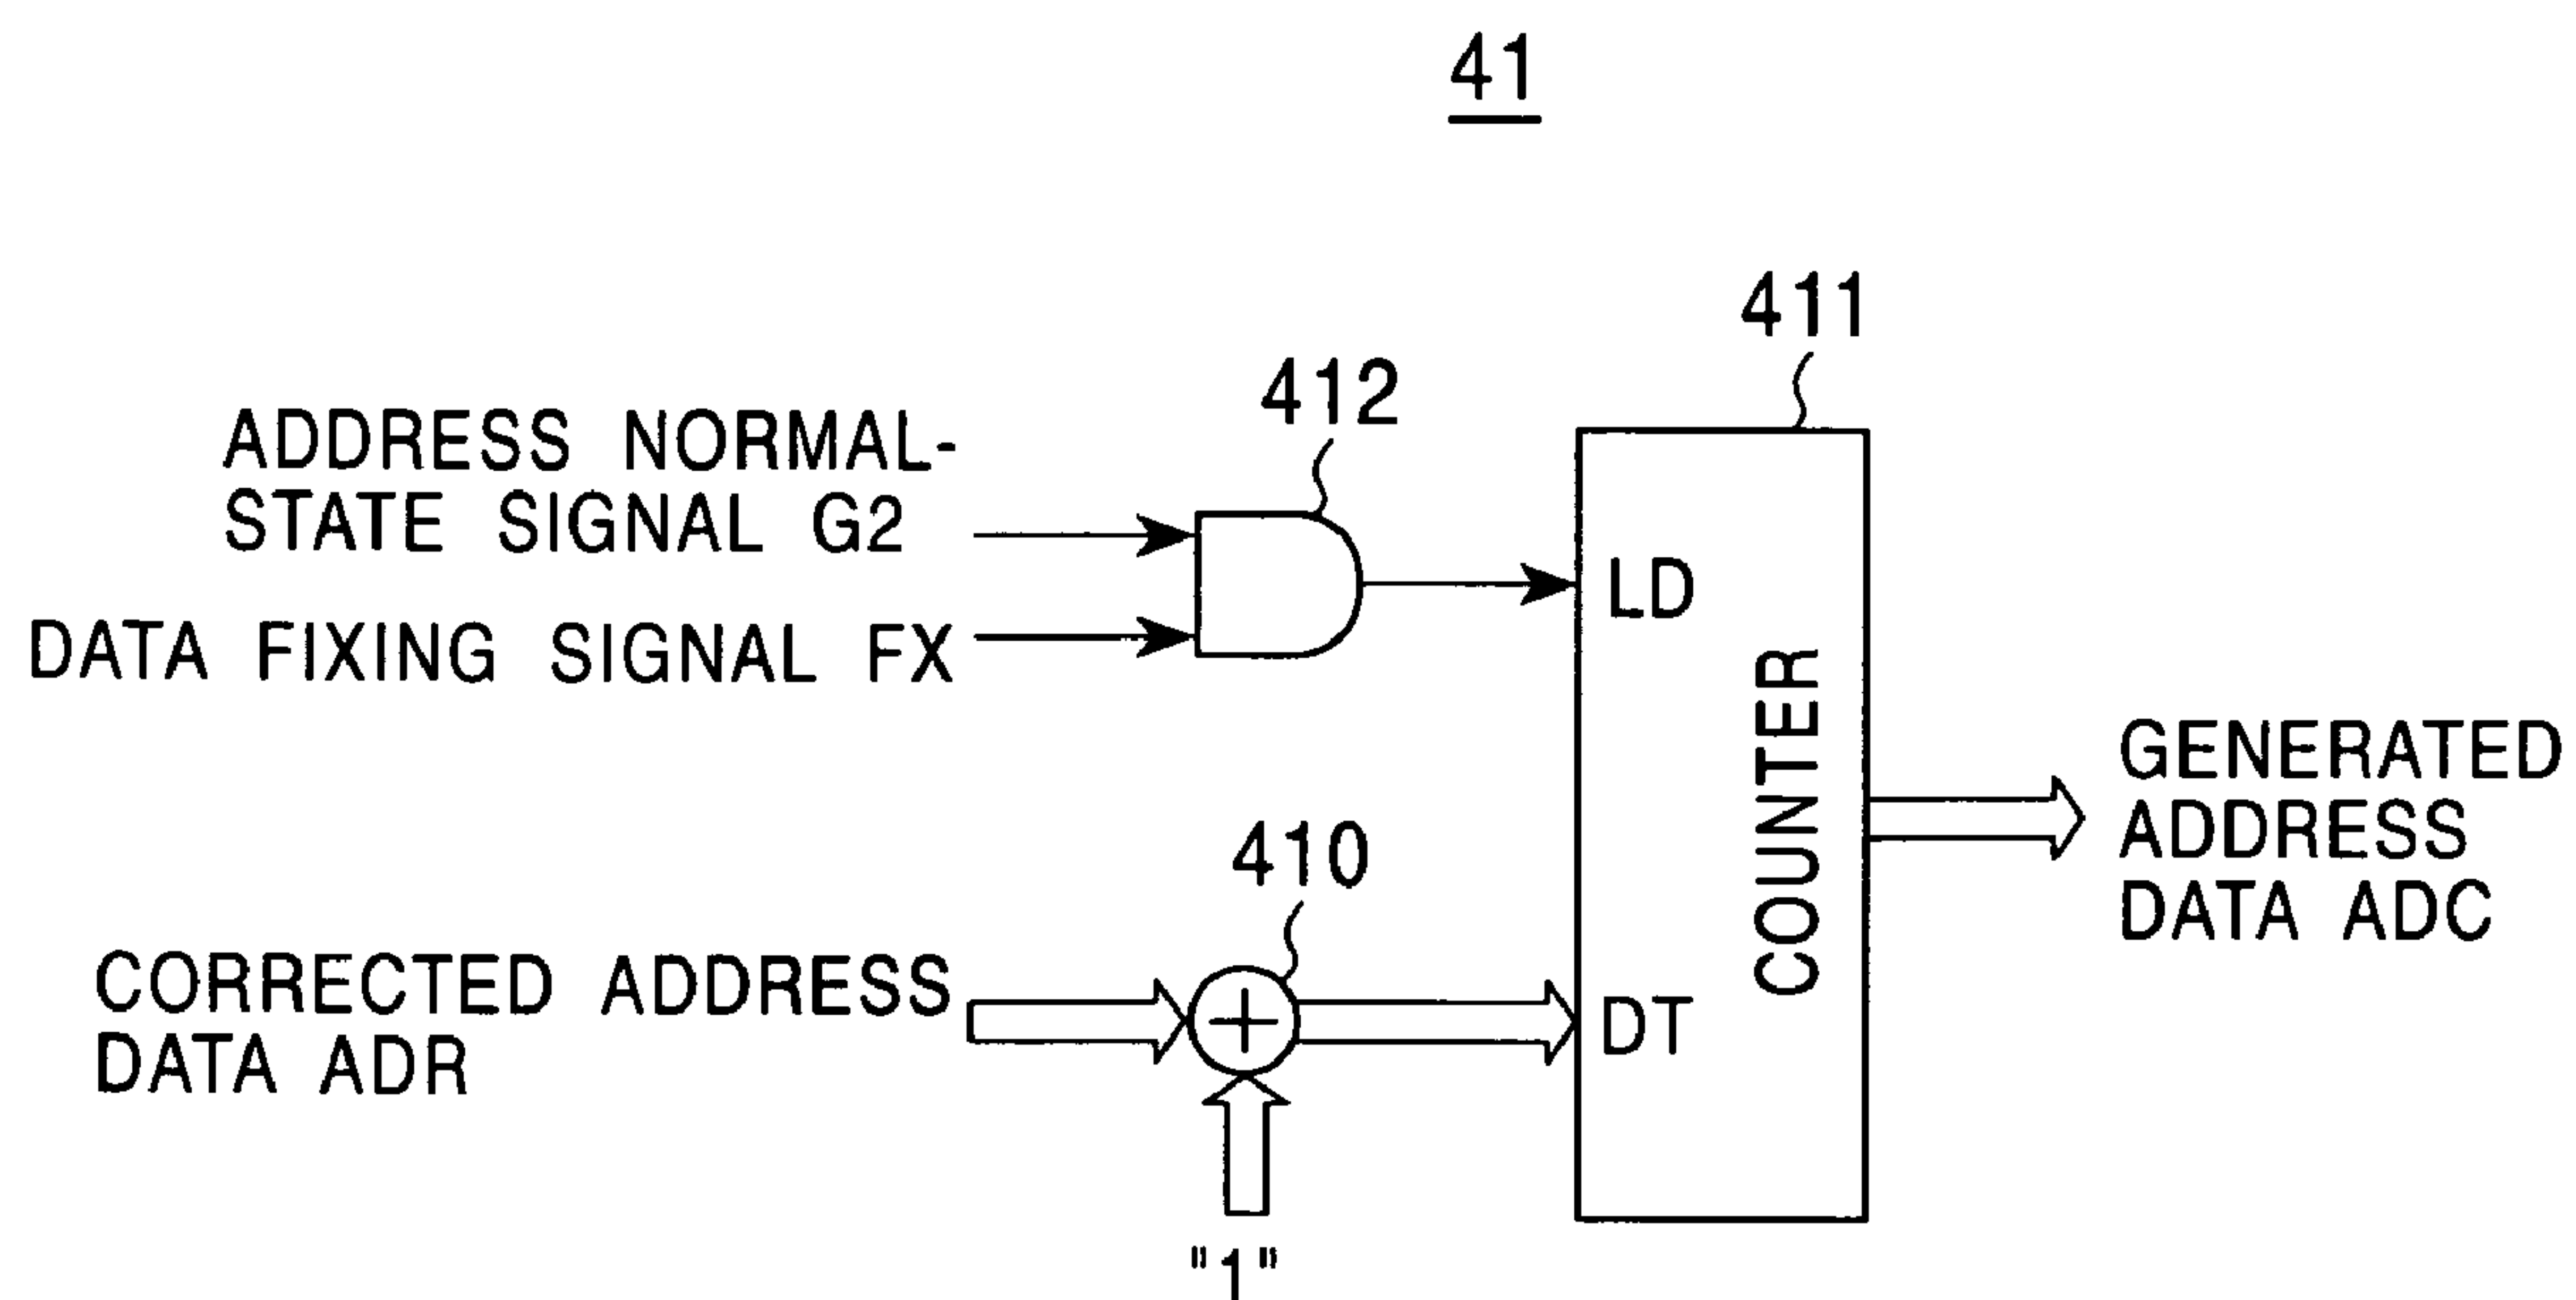 41
411
412
ADDRESS NORMAL-
STATE SIGNAL G2
DATA FIXING SIGNAL FX
LD
COUNTER
GENERATED
ADDRESS
DATA ADC
410
CORRECTED ADDRESS
DATA ADR
DT
"1"